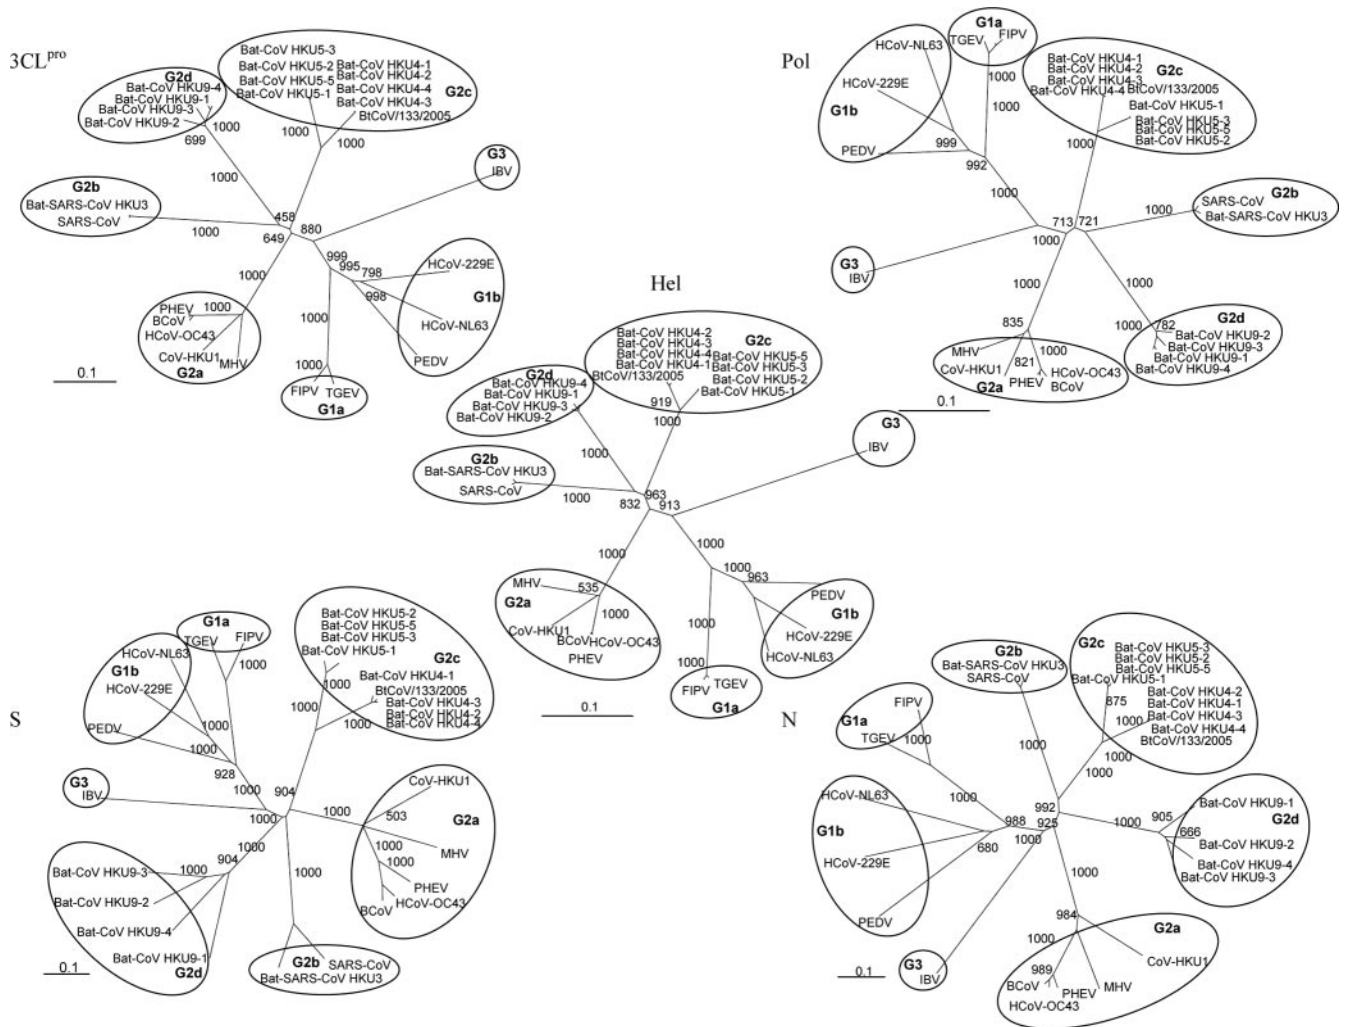 3CLpro
G2d
Bat-CoV HKU9-4
Bat-CoV HKU9-1
Bat-CoV HKU9-3
Bat-CoV HKU9-2
1000
699
1000
Bat-CoV HKU5-3
Bat-CoV HKU5-2
Bat-CoV HKU5-5
Bat-CoV HKU5-1
Bat-CoV HKU4-1
Bat-CoV HKU4-2
Bat-CoV HKU4-4
Bat-CoV HKU4-3
G2c
BtCoV/133/2005
1000
1000
G3
IBV
G2b
Bat-SARS-CoV HKU3
SARS-CoV
1000
458
649
880
1000
PHEV
1000
BCoV
HCoV-OC43
CoV-HKU1
MHV
G2a
999
995
798
998
HCoV-229E
G1b
HCoV-NL63
PEDV
1000
1000
FIPV
TGEV
G1a
0.1
Pol
G1a
TGEV
FIPV
1000
1000
HCoV-NL63
HCoV-229E
G1b
PEDV
999
992
1000
Bat-CoV HKU4-1
Bat-CoV HKU4-2
Bat-CoV HKU4-3
Bat-CoV HKU4-4
G2c
BtCoV/133/2005
Bat-CoV HKU5-1
Bat-CoV HKU5-3
Bat-CoV HKU5-5
Bat-CoV HKU5-2
1000
SARS-CoV
G2b
Bat-SARS-CoV HKU3
1000
713
721
1000
G3
IBV
1000
1000
1000
782
G2d
Bat-CoV HKU9-2
Bat-CoV HKU9-3
Bat-CoV HKU9-1
Bat-CoV HKU9-4
835
MHV
CoV-HKU1
821
1000
G2a
PHEV
HCoV-OC43
BCoV
0.1
Hel
Bat-CoV HKU4-2
Bat-CoV HKU4-3
Bat-CoV HKU4-4
Bat-CoV HKU4-1
BtCoV/133/2005
G2c
Bat-CoV HKU5-5
Bat-CoV HKU5-3
Bat-CoV HKU5-2
Bat-CoV HKU5-1
919
1000
G2d
Bat-CoV HKU9-4
Bat-CoV HKU9-1
Bat-CoV HKU9-3
Bat-CoV HKU9-2
1000
G3
IBV
G2b
Bat-SARS-CoV HKU3
SARS-CoV
1000
963
832
913
1000
MHV
535
G2a
1000
CoV-HKU1
BCoV
HCoV-OC43
PHEV
1000
1000
963
PEDV
G1b
HCoV-229E
HCoV-NL63
1000
1000
FIPV
TGEV
G1a
0.1
S
G1a
TGEV
FIPV
1000
HCoV-NL63
G1b
HCoV-229E
PEDV
1000
1000
928
1000
Bat-CoV HKU5-2
Bat-CoV HKU5-5
Bat-CoV HKU5-3
Bat-CoV HKU5-1
G2c
1000
Bat-CoV HKU4-1
BtCoV/133/2005
Bat-CoV HKU4-3
Bat-CoV HKU4-2
Bat-CoV HKU4-4
1000
G3
IBV
904
1000
1000
CoV-HKU1
503
G2a
MHV
1000
1000
PHEV
HCoV-OC43
BCoV
1000
904
1000
Bat-CoV HKU9-3
Bat-CoV HKU9-2
Bat-CoV HKU9-4
Bat-CoV HKU9-1
G2d
1000
G2b
SARS-CoV
Bat-SARS-CoV HKU3
0.1
N
G2b
Bat-SARS-CoV HKU3
SARS-CoV
1000
G2c
Bat-CoV HKU5-3
Bat-CoV HKU5-2
Bat-CoV HKU5-5
Bat-CoV HKU5-1
875
Bat-CoV HKU4-2
Bat-CoV HKU4-1
Bat-CoV HKU4-3
Bat-CoV HKU4-4
BtCoV/133/2005
1000
1000
FIPV
G1a
TGEV
1000
1000
HCoV-NL63
G1b
HCoV-229E
PEDV
988
680
992
925
1000
1000
905
Bat-CoV HKU9-1
G2d
666
Bat-CoV HKU9-2
Bat-CoV HKU9-4
Bat-CoV HKU9-3
1000
G3
IBV
984
G2a
1000
CoV-HKU1
989
BCoV
PHEV
MHV
HCoV-OC43
0.1